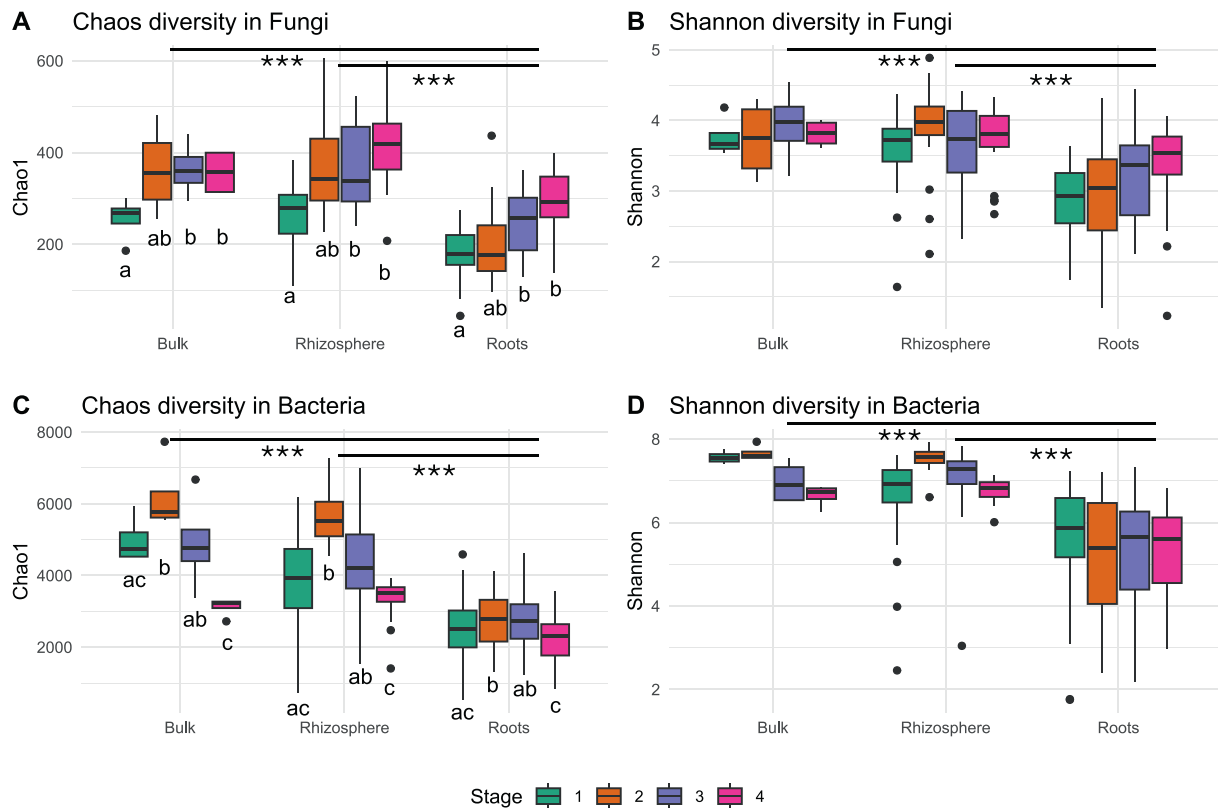 A Chaos diversity in Fungi
***
***
600
400
200
Chao1
a
ab
b
b
a
ab
b
b
a
ab
b
b
Bulk Rhizosphere Roots
B Shannon diversity in Fungi
***
***
5
4
3
2
Shannon
Bulk Rhizosphere Roots
C Chaos diversity in Bacteria
***
***
8000
6000
4000
2000
Chao1
ac
b
ab
c
ac
b
ab
c
ac
b
ab
c
Bulk Rhizosphere Roots
D Shannon diversity in Bacteria
***
***
8
6
4
2
Shannon
Bulk Rhizosphere Roots
Stage 1 2 3 4